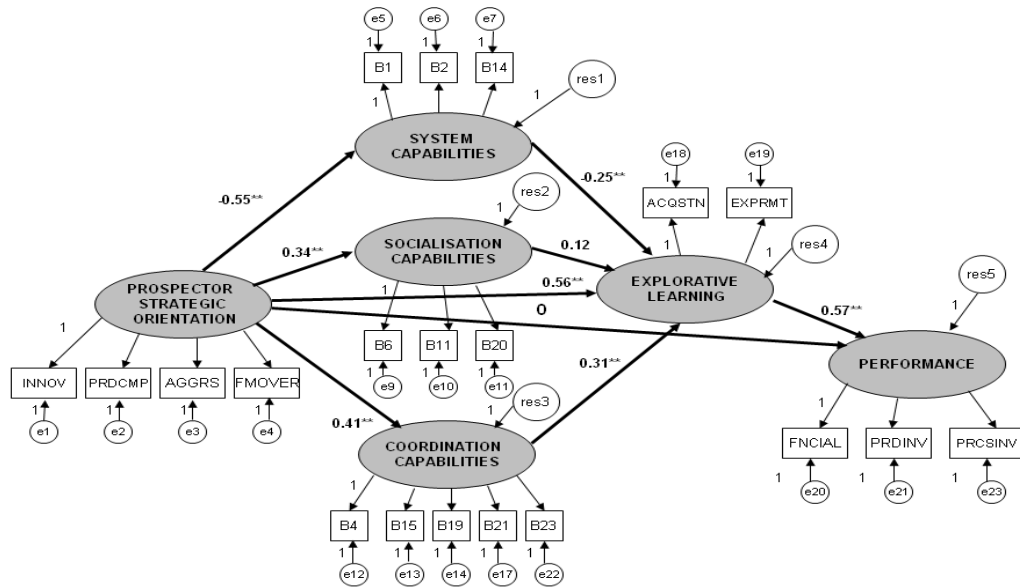 e5 e6 e7
1 1 1
B1 B2 B14
res1
1 1
SYSTEM
CAPABILITIES
e18 e19
1 1
-0.55**
-0.25**
ACQSTN EXPRMT
res2
1
1
1
res4
0.34**
SOCIALISATION
CAPABILITIES
0.12
EXPLORATIVE
LEARNING
res5
PROSPECTOR
STRATEGIC
ORIENTATION
1
0.56**
O
0.57**
1
1
B6 B11 B20
0.31**
PERFORMANCE
INNOV PRDCMP AGGRS FMOVER
1 1 1
e9 e10 e11
1 1 1 1
e1 e2 e3 e4
0.41**
1
res3
1
COORDINATION
CAPABILITIES
FNCIAL PRDINV PRCSINV
1
1 1 1
e20 e21 e23
B4 B15 B19 B21 B23
1 1 1 1 1
e12 e13 e14 e17 e22